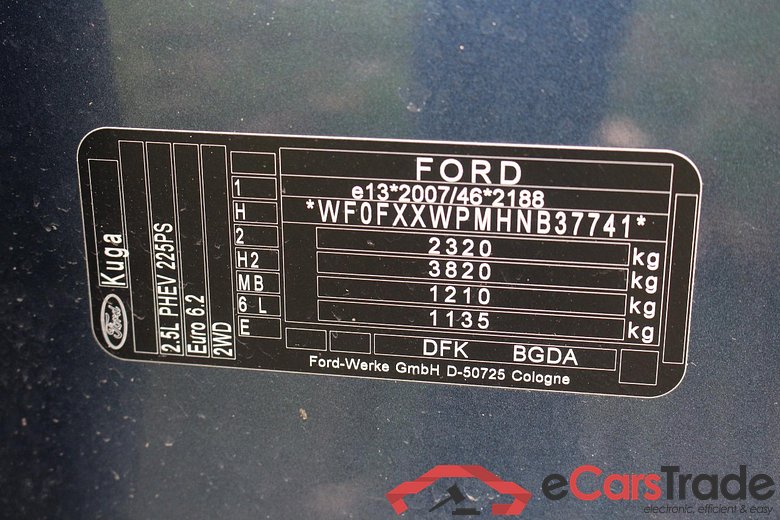 FORD
e13*2007/46*2188
*WF0FXXWPMHNB37741*
2320 kg
3820 kg
1210 kg
1135 kg
DFK BGDA
Ford-Werke GmbH D-50725 Cologne
1
H
2
H2
MB
6 L
E
2WD
Euro 6.2
2.5L PHEV 225PS
Kuga
Ford
eCarsTrade
electronic, efficient & easy